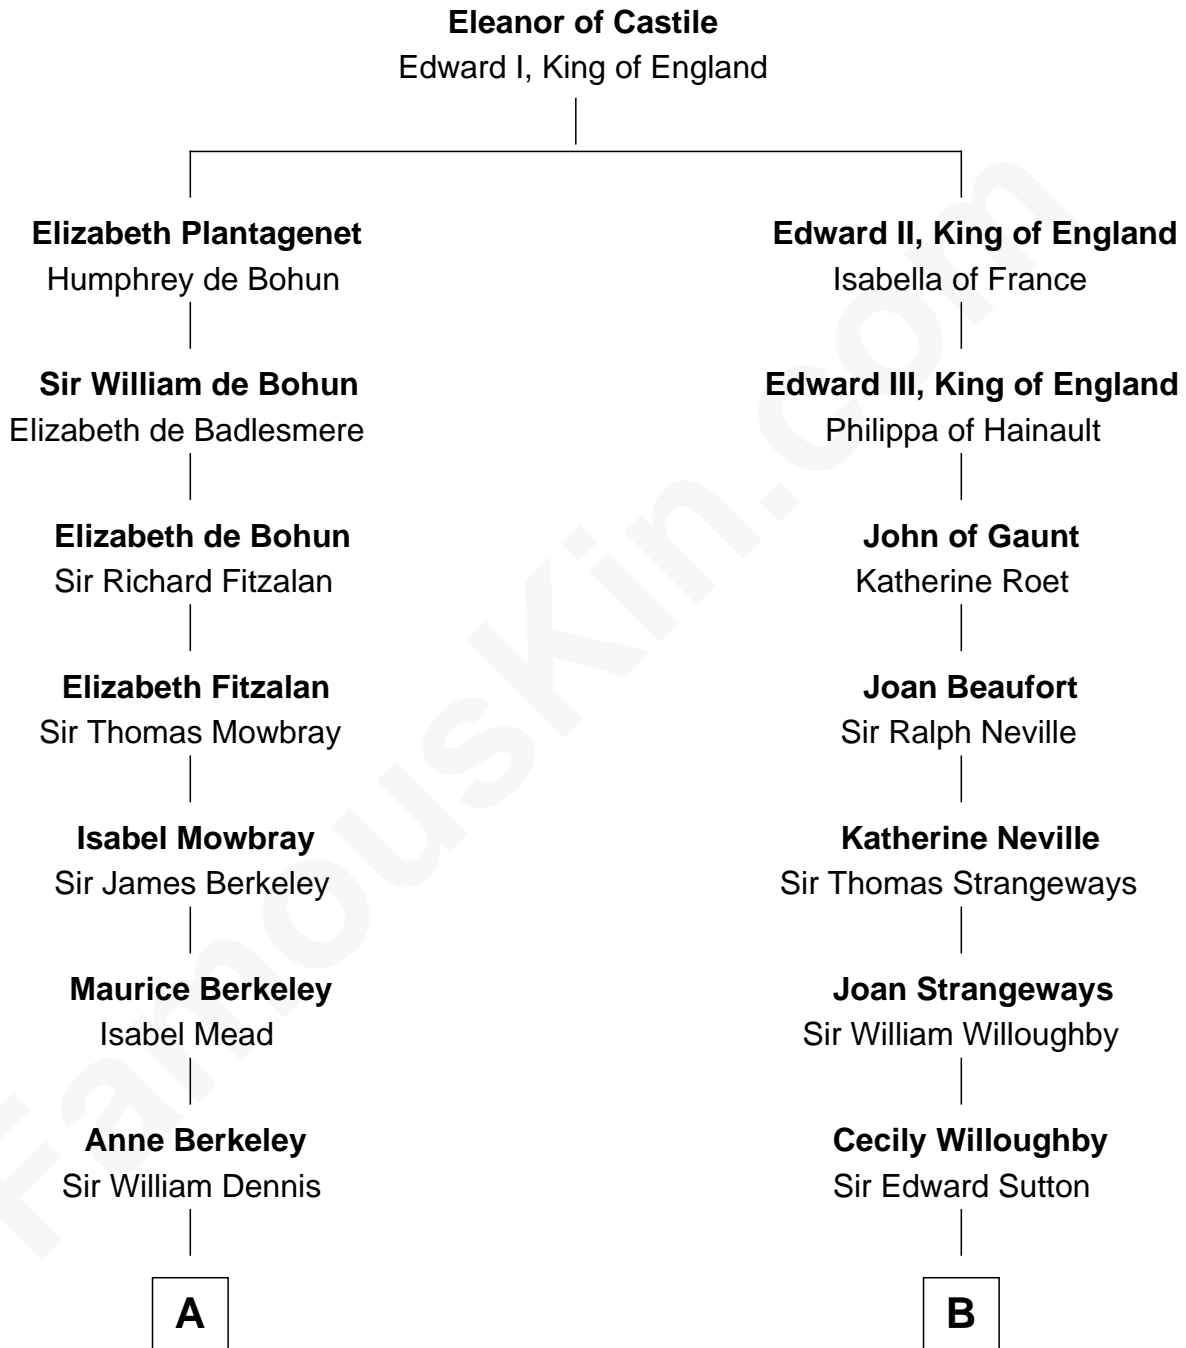 Eleanor of Castile
Edward I, King of England
Elizabeth Plantagenet
Humphrey de Bohun
Edward II, King of England
Isabella of France
Sir William de Bohun
Elizabeth de Badlesmere
Edward III, King of England
Philippa of Hainault
Elizabeth de Bohun
Sir Richard Fitzalan
John of Gaunt
Katherine Roet
Elizabeth Fitzalan
Sir Thomas Mowbray
Joan Beaufort
Sir Ralph Neville
Isabel Mowbray
Sir James Berkeley
Katherine Neville
Sir Thomas Strangeways
Maurice Berkeley
Isabel Mead
Joan Strangeways
Sir William Willoughby
Anne Berkeley
Sir William Dennis
Cecily Willoughby
Sir Edward Sutton
A
B
FamousKin.com